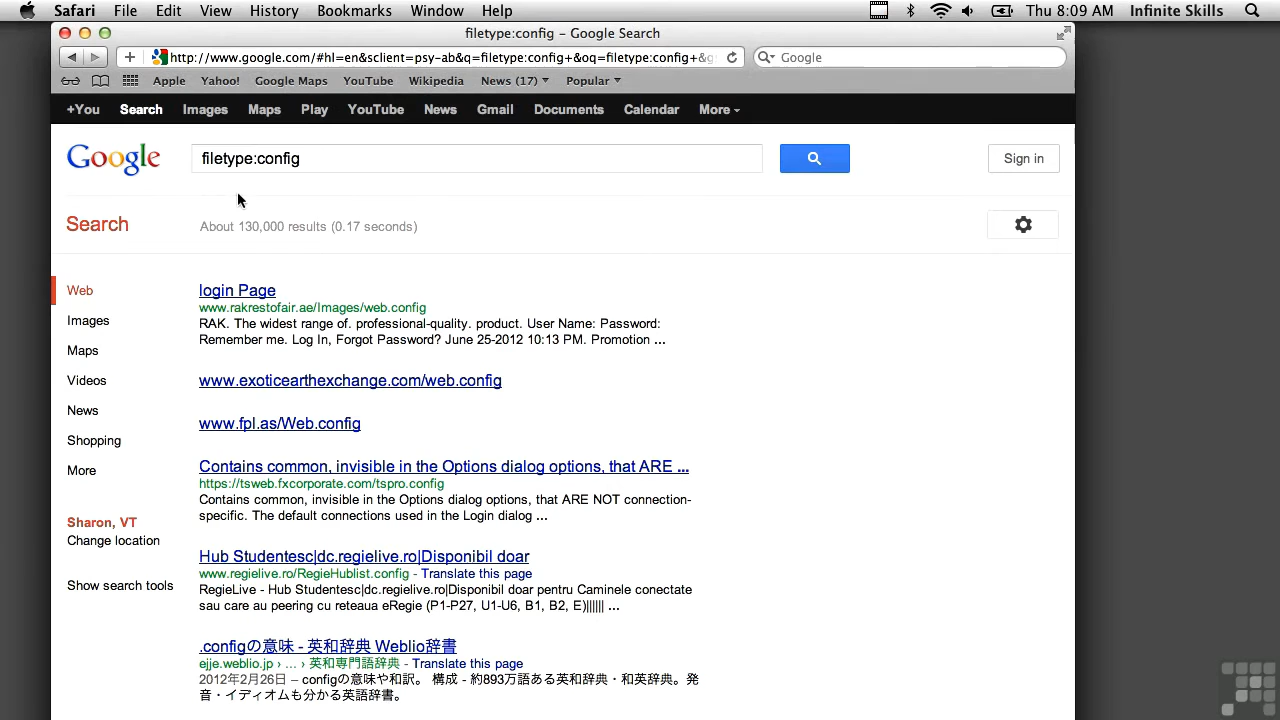 Safari File Edit View History Bookmarks Window Help Thu 8:09 AM Infinite Skills
filetype:config – Google Search
http://www.google.com/#hl=en&sclient=psy-ab&q=filetype:config+&oq=filetype:config+&g Google
Apple Yahoo! Google Maps YouTube Wikipedia News (17) Popular
+You Search Images Maps Play YouTube News Gmail Documents Calendar More
Google filetype:config Sign in
Search About 130,000 results (0.17 seconds)
Web
Images
Maps
Videos
News
Shopping
More
Sharon, VT
Change location
Show search tools
login Page
www.rakrestofair.ae/Images/web.config
RAK. The widest range of. professional-quality. product. User Name: Password:
Remember me. Log In, Forgot Password? June 25-2012 10:13 PM. Promotion ...
www.exoticearthexchange.com/web.config
www.fpl.as/Web.config
Contains common, invisible in the Options dialog options, that ARE ...
https://tsweb.fxcorporate.com/tspro.config
Contains common, invisible in the Options dialog options, that ARE NOT connection-
specific. The default connections used in the Login dialog ...
Hub Studentesc|dc.regielive.ro|Disponibil doar
www.regielive.ro/RegieHublist.config - Translate this page
RegieLive - Hub Studentesc|dc.regielive.ro|Disponibil doar pentru Caminele conectate
sau care au peering cu reteaua eRegie (P1-P27, U1-U6, B1, B2, E)|||||| ...
.configの意味 - 英和辞典 Weblio辞書
ejje.weblio.jp › ... › 英和専門語辞典 - Translate this page
2012年2月26日 – configの意味や和訳。 構成 - 約893万語ある英和辞典・和英辞典。発
音・イディオムも分かる英語辞書。